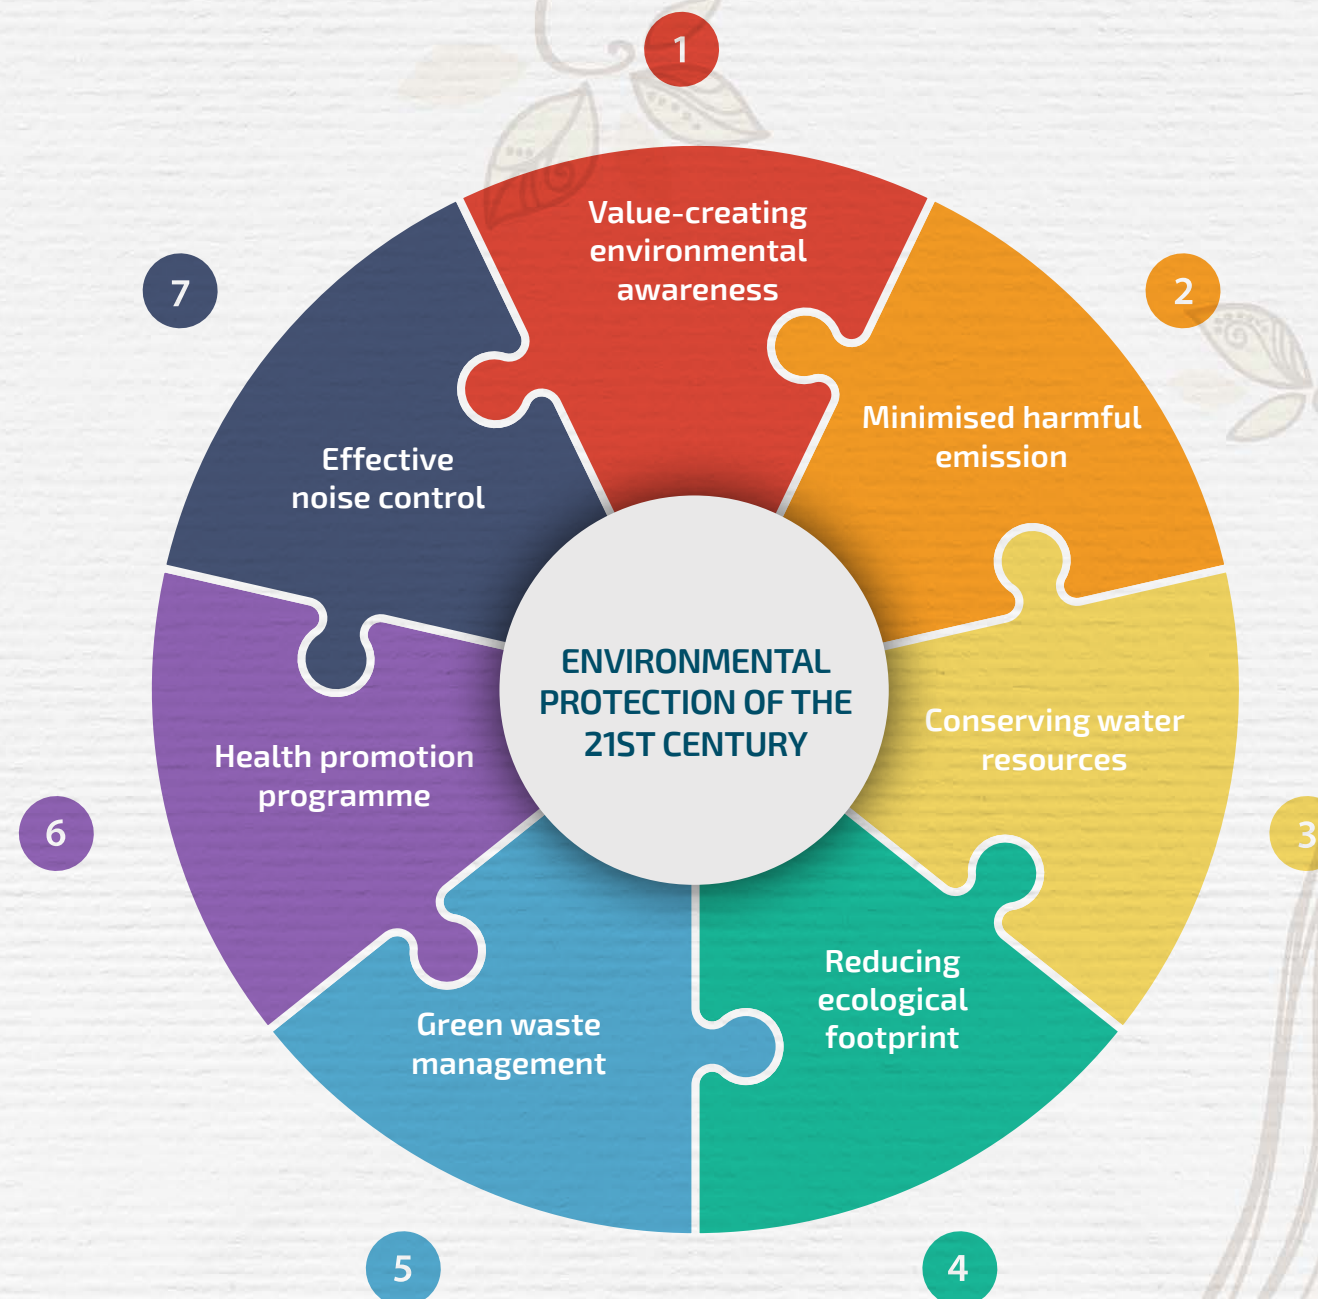 1
Value-creating
environmental
awareness
2
Minimised harmful
emission
3
Conserving water
resources
4
Reducing
ecological
footprint
5
Green waste
management
6
Health promotion
programme
7
Effective
noise control
ENVIRONMENTAL
PROTECTION OF THE
21ST CENTURY